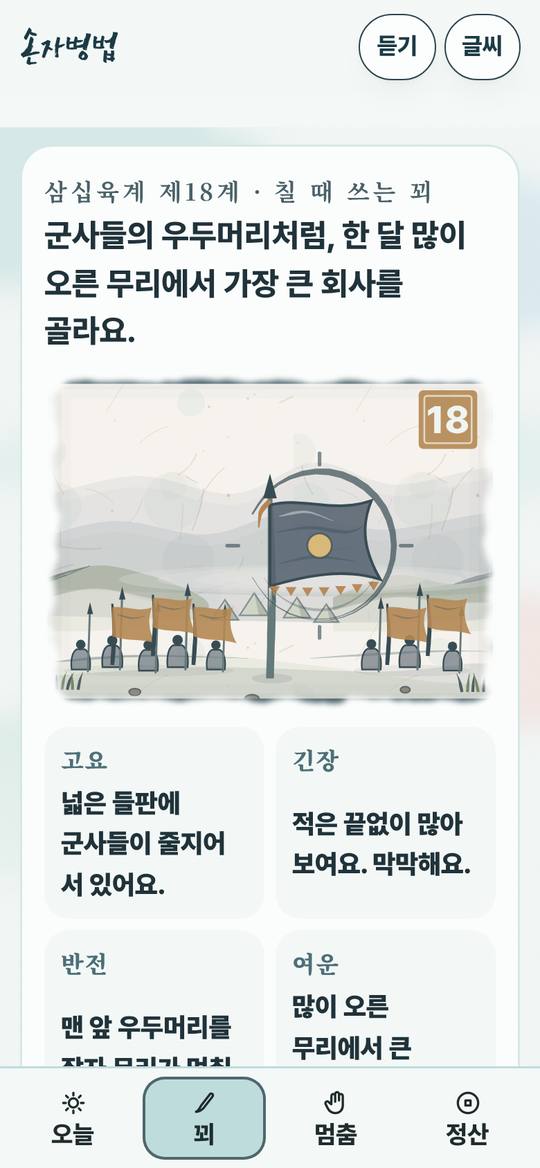 손자병법
듣기
글씨
삼십육계 제18계 · 칠 때 쓰는 꾀
군사들의 우두머리처럼, 한 달 많이
오른 무리에서 가장 큰 회사를
골라요.
18
고요
넓은 들판에
군사들이 줄지어
서 있어요.
긴장
적은 끝없이 많아
보여요. 막막해요.
반전
맨 앞 우두머리를
여운
많이 오른
무리에서 큰
오늘
꾀
멈춤
정산